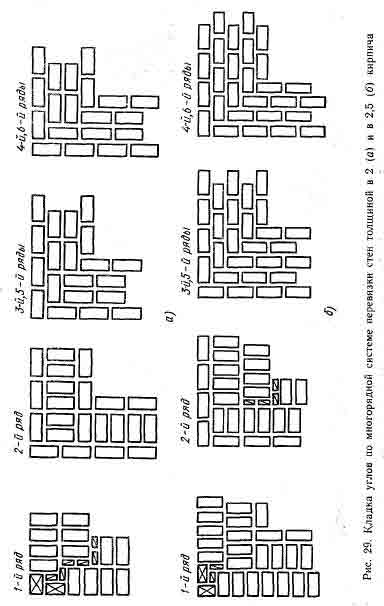 1-й ряд
2-й ряд
3-й,5-й ряды
4-й,6-й ряды
а)
1-й ряд
2-й ряд
3-й,5-й ряды
4-й,6-й ряды
б)
Рис. 29. Кладка углов по многорядной системе перевязки стен толщиной в 2 (а) и в 2,5 (б) кирпича